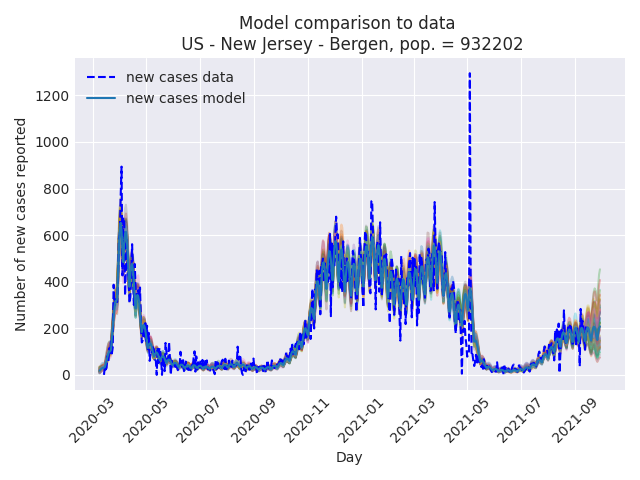 Model comparison to data
US - New Jersey - Bergen, pop. = 932202
new cases data
new cases model
Number of new cases reported
1200
1000
800
600
400
200
0
2020-03
2020-05
2020-07
2020-09
2020-11
2021-01
2021-03
2021-05
2021-07
2021-09
Day